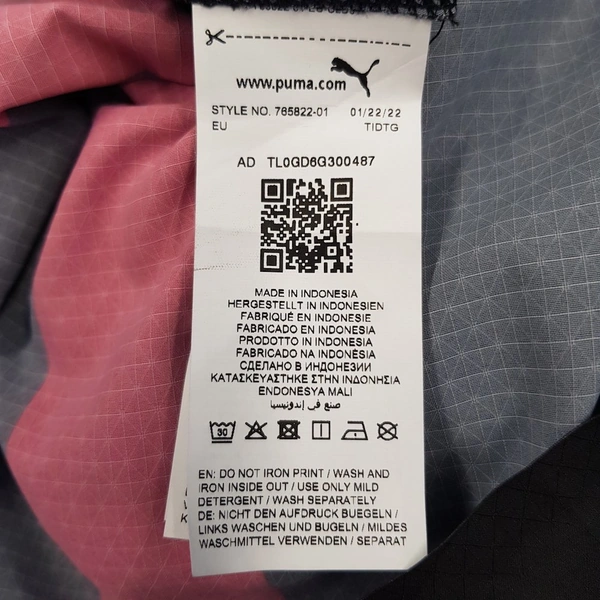 www.puma.com
STYLE NO. 765822-01 01/22/22
EU TIDTG
AD TL0GD6G300487
MADE IN INDONESIA
HERGESTELLT IN INDONESIEN
FABRIQUÉ EN INDONESIE
FABRICADO EN INDONESIA
PRODOTTO IN INDONESIA
FABRICADO NA INDONÉSIA
СДЕЛАНО В ИНДОНЕЗИИ
ΚΑΤΑΣΚΕΥΑΣΤΗΚΕ ΣΤΗΝ ΙΝΔΟΝΗΣΙΑ
ENDONESYA MALI
صنع في إندونيسيا
30
EN: DO NOT IRON PRINT / WASH AND
IRON INSIDE OUT / USE ONLY MILD
DETERGENT / WASH SEPARATELY
DE: NICHT DEN AUFDRUCK BUEGELN /
LINKS WASCHEN UND BUGELN / MILDES
WASCHMITTEL VERWENDEN / SEPARAT